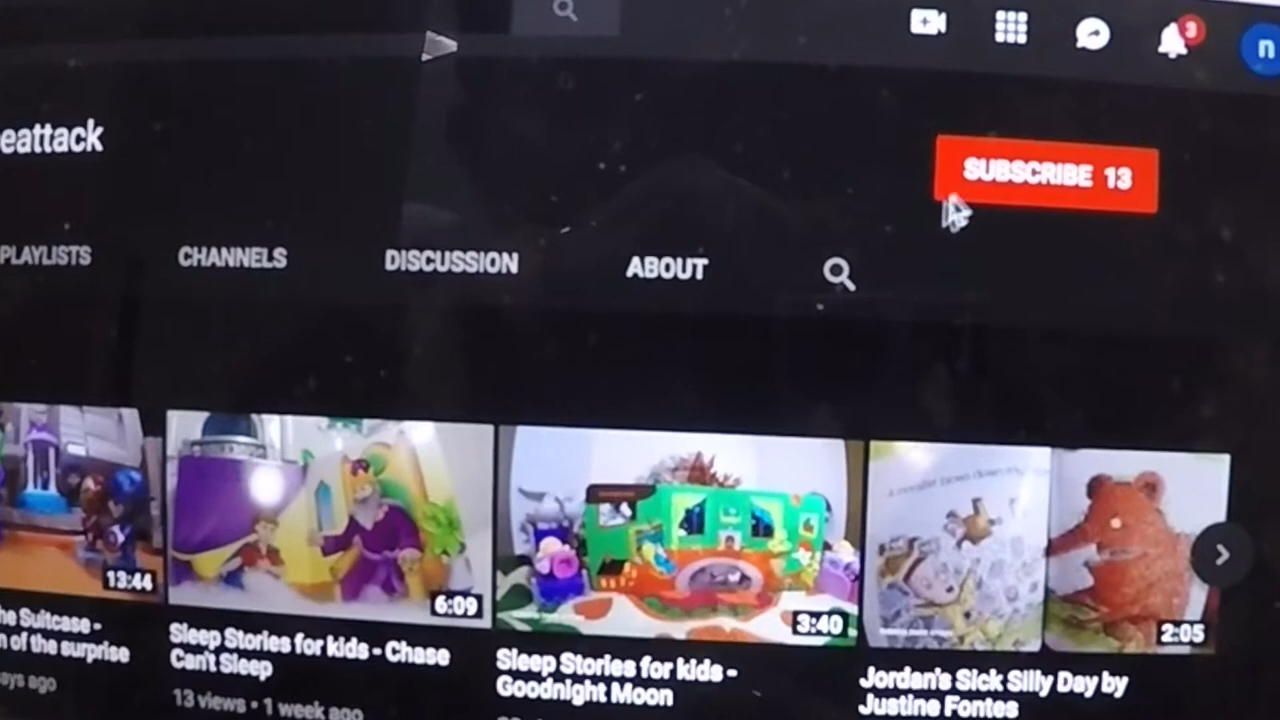 3
n
eattack
SUBSCRIBE 13
PLAYLISTS CHANNELS DISCUSSION ABOUT
13:44
6:09
3:40
2:05
he Suitcase -
n of the surprise
ays ago
Sleep Stories for kids - Chase
Can't Sleep
13 views • 1 week ago
Sleep Stories for kids -
Goodnight Moon
Jordan's Sick Silly Day by
Justine Fontes